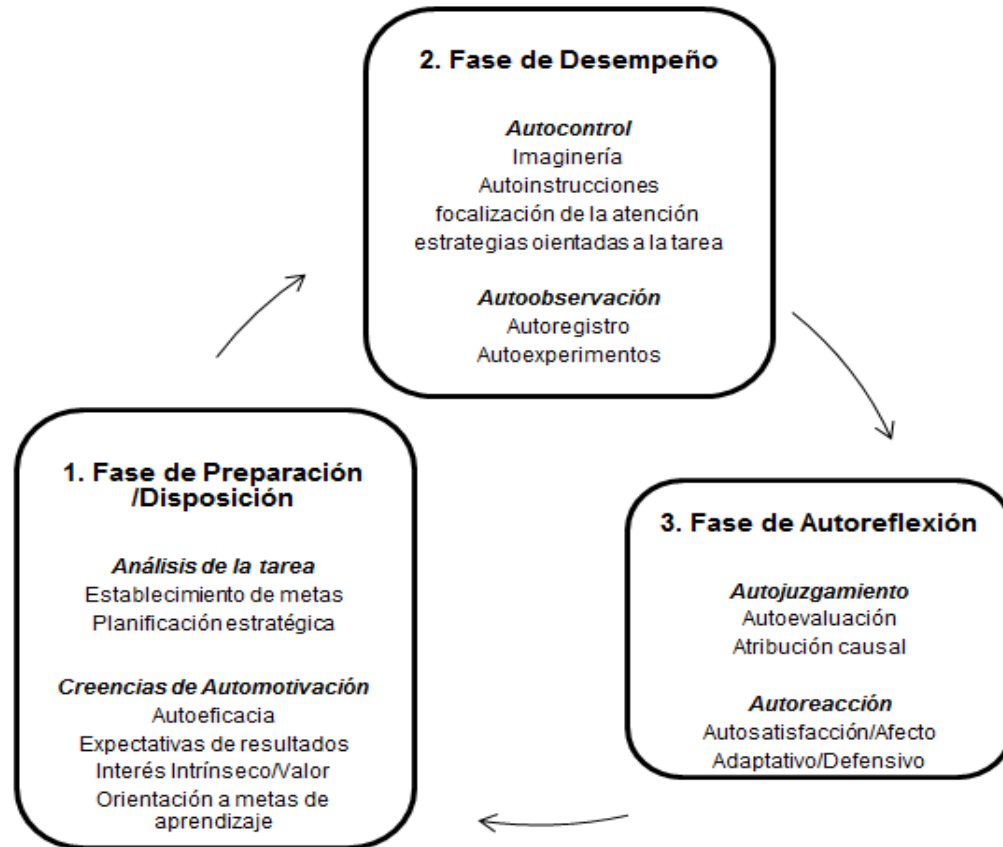 2. Fase de Desempeño
Autocontrol
Imaginería
Autoinstrucciones
focalización de la atención
estrategias oientadas a la tarea
Autoobservación
Autoregistro
Autoexperimentos
1. Fase de Preparación
/Disposición
Análisis de la tarea
Establecimiento de metas
Planificación estratégica
Creencias de Automotivación
Autoeficacia
Expectativas de resultados
Interés Intrínseco/Valor
Orientación a metas de
aprendizaje
3. Fase de Autoreflexión
Autojuzgamiento
Autoevaluación
Atribución causal
Autoreacción
Autosatisfacción/Afecto
Adaptativo/Defensivo